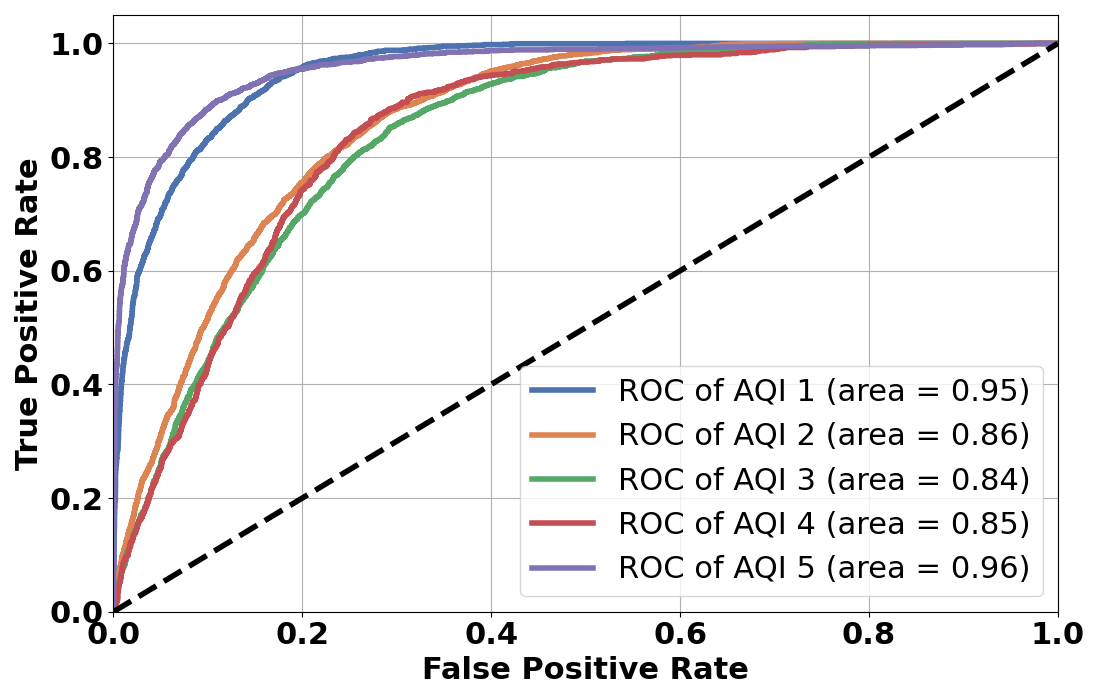 1.0
0.8
0.6
0.4
0.2
0.0
True Positive Rate
ROC of AQI 1 (area = 0.95)
ROC of AQI 2 (area = 0.86)
ROC of AQI 3 (area = 0.84)
ROC of AQI 4 (area = 0.85)
ROC of AQI 5 (area = 0.96)
0.0 0.2 0.4 0.6 0.8 1.0
False Positive Rate